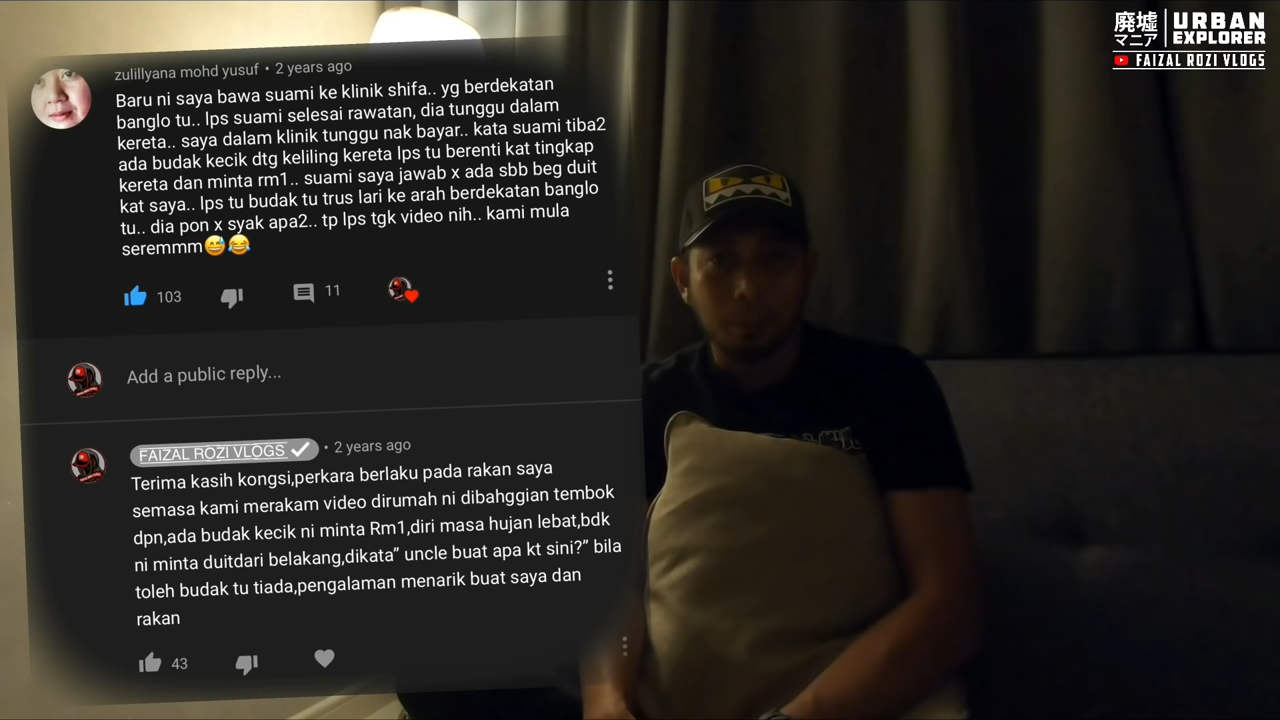 廃墟
マニア
URBAN
EXPLORER
FAIZAL ROZI VLOGS
zulillyana mohd yusuf • 2 years ago
Baru ni saya bawa suami ke klinik shifa.. yg berdekatan
banglo tu.. lps suami selesai rawatan, dia tunggu dalam
kereta.. saya dalam klinik tunggu nak bayar.. kata suami tiba2
ada budak kecik dtg keliling kereta lps tu berenti kat tingkap
kereta dan minta rm1.. suami saya jawab x ada sbb beg duit
kat saya.. lps tu budak tu trus lari ke arah berdekatan banglo
tu.. dia pon x syak apa2.. tp lps tgk video nih.. kami mula
seremmm😅😂
103
11
Add a public reply...
FAIZAL ROZI VLOGS • 2 years ago
Terima kasih kongsi,perkara berlaku pada rakan saya
semasa kami merakam video dirumah ni dibahggian tembok
dpn,ada budak kecik ni minta Rm1,diri masa hujan lebat,bdk
ni minta duitdari belakang,dikata” uncle buat apa kt sini?” bila
toleh budak tu tiada,pengalaman menarik buat saya dan
rakan
43